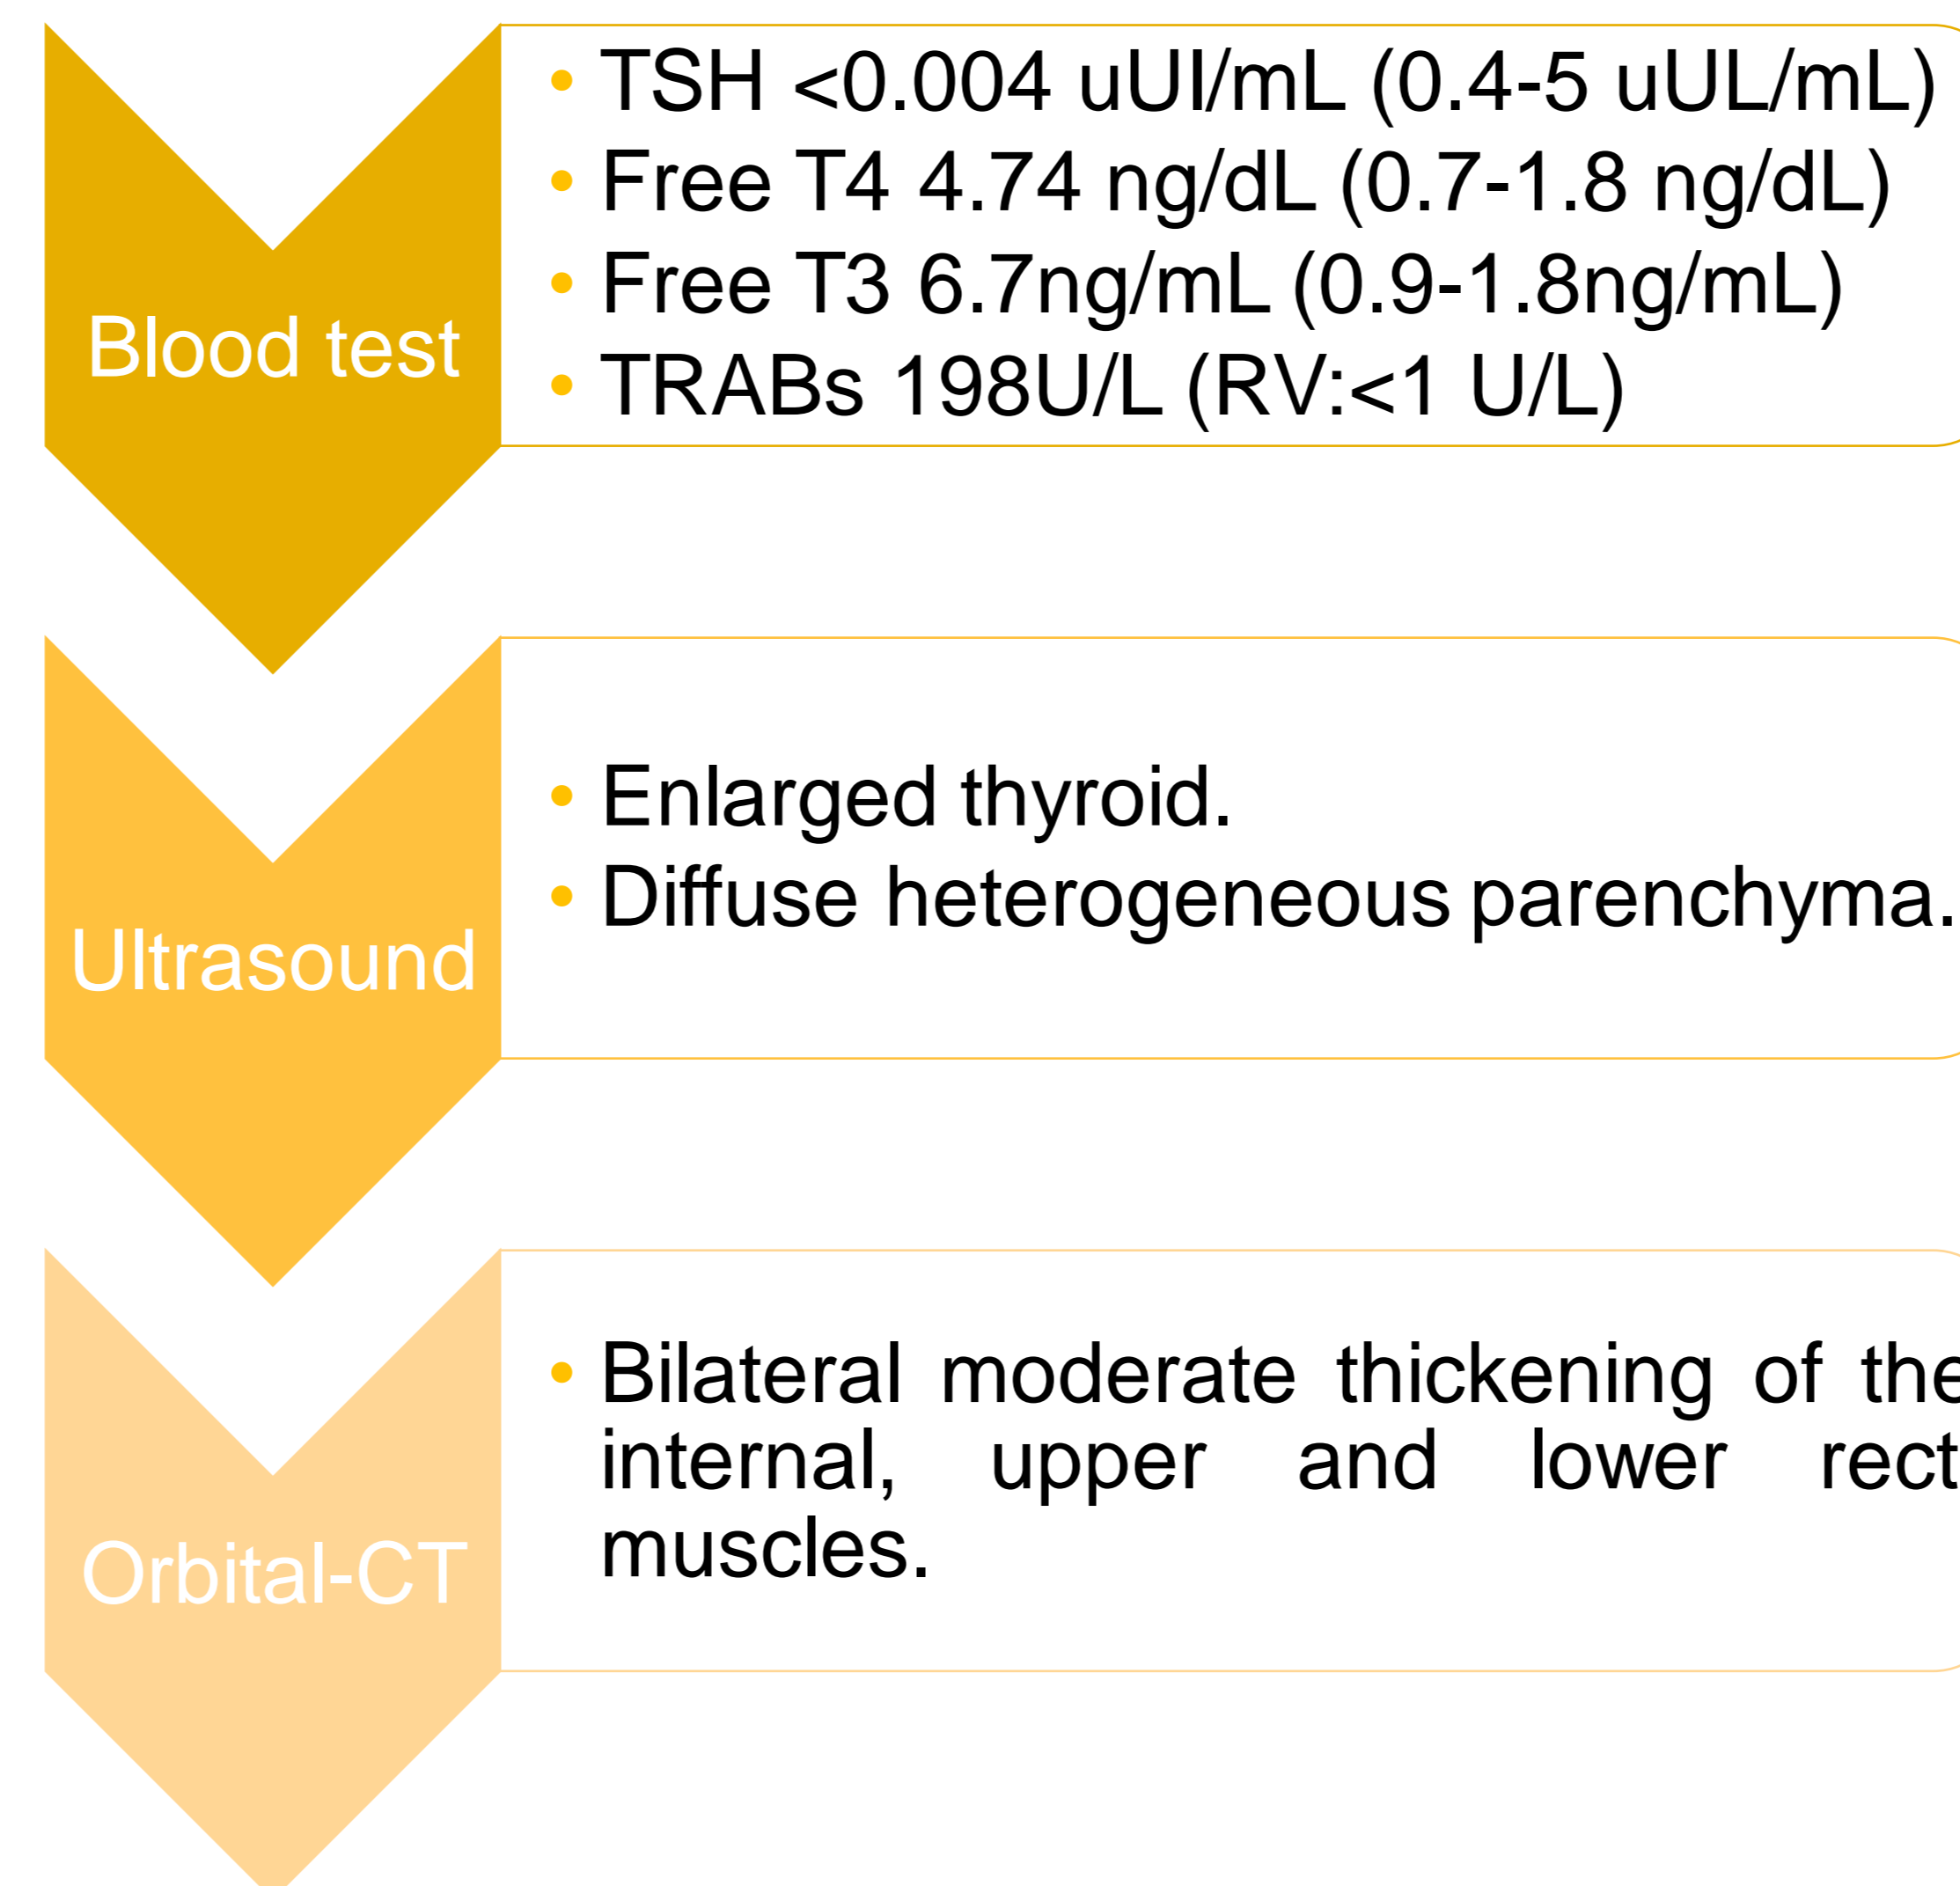 Blood test
• TSH <0.004 uUI/mL (0.4-5 uUL/mL)
• Free T4 4.74 ng/dL (0.7-1.8 ng/dL)
• Free T3 6.7ng/mL (0.9-1.8ng/mL)
• TRABs 198U/L (RV:<1 U/L)
Ultrasound
• Enlarged thyroid.
• Diffuse heterogeneous parenchyma.
Orbital-CT
• Bilateral moderate thickening of the
internal, upper and lower rect
muscles.